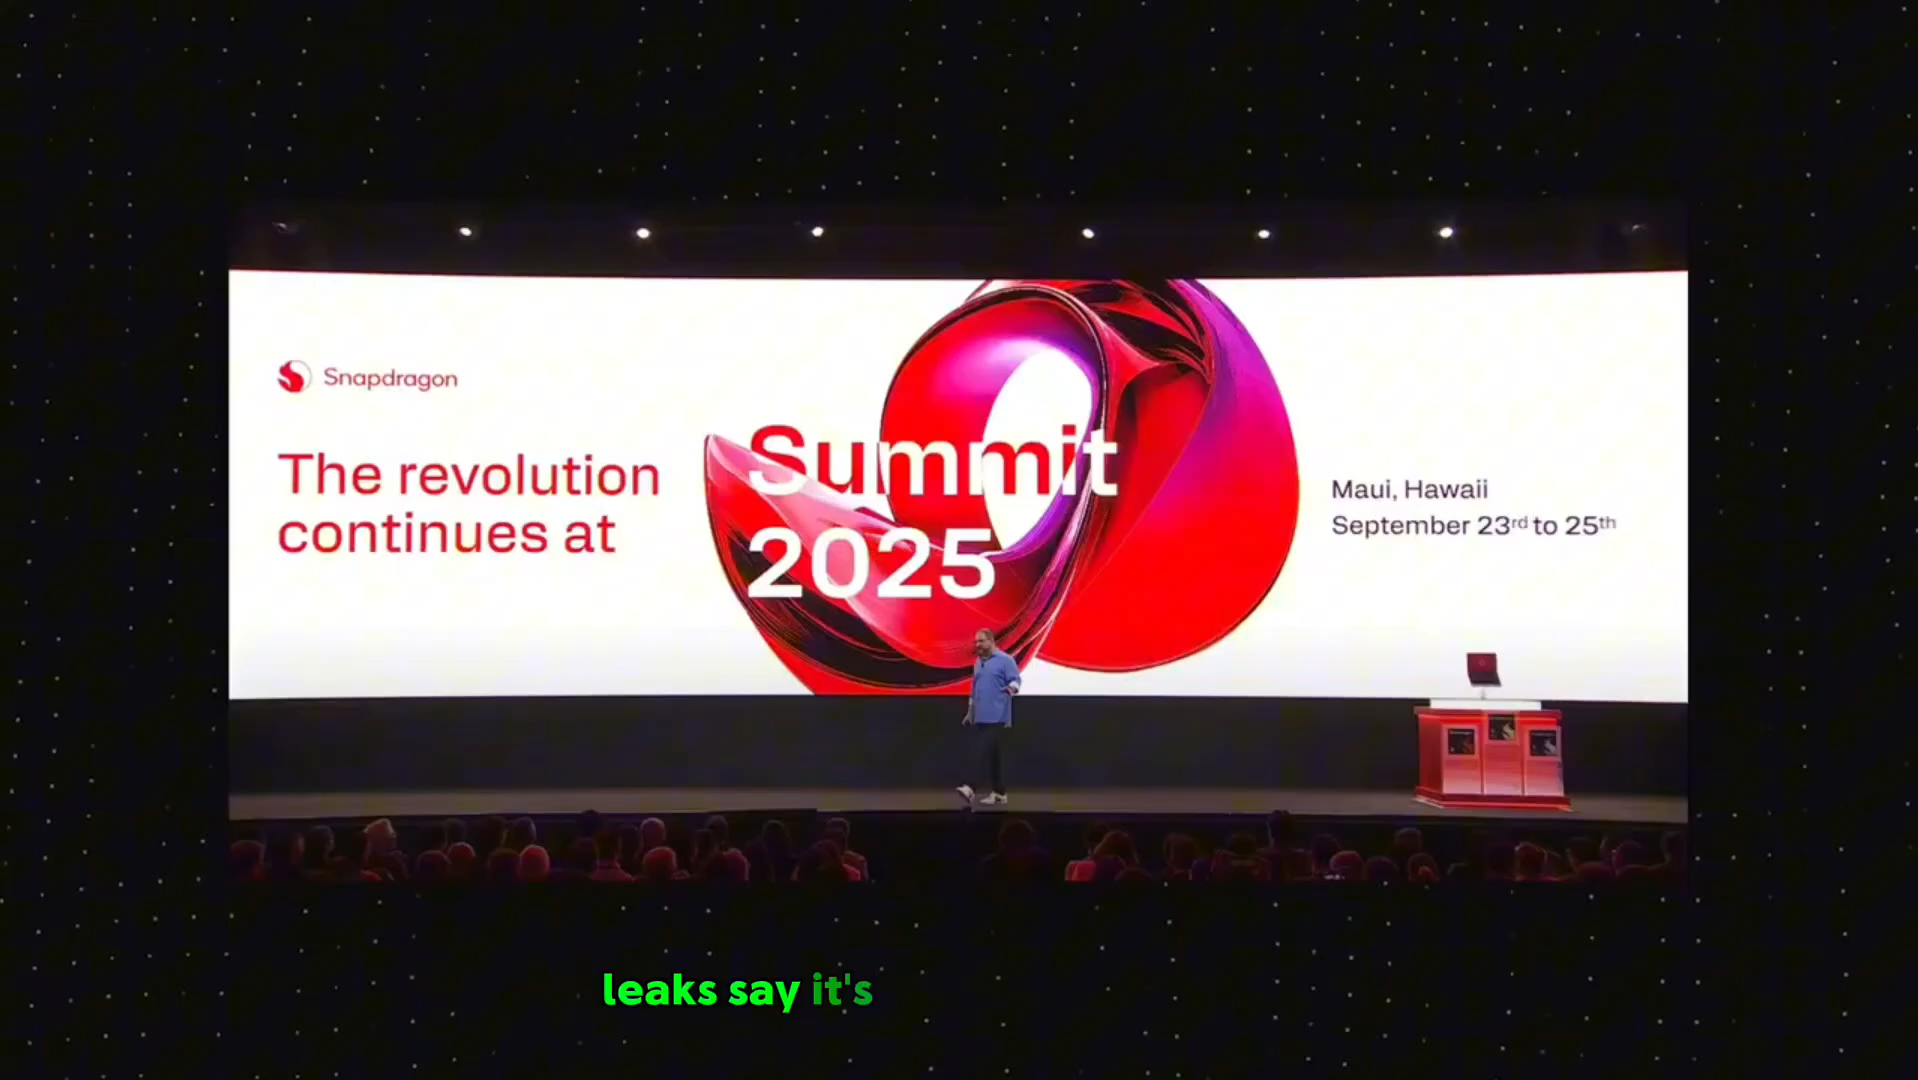 Snapdragon
The revolution
continues at
Summit
2025
Maui, Hawaii
September 23rd to 25th
leaks say it's